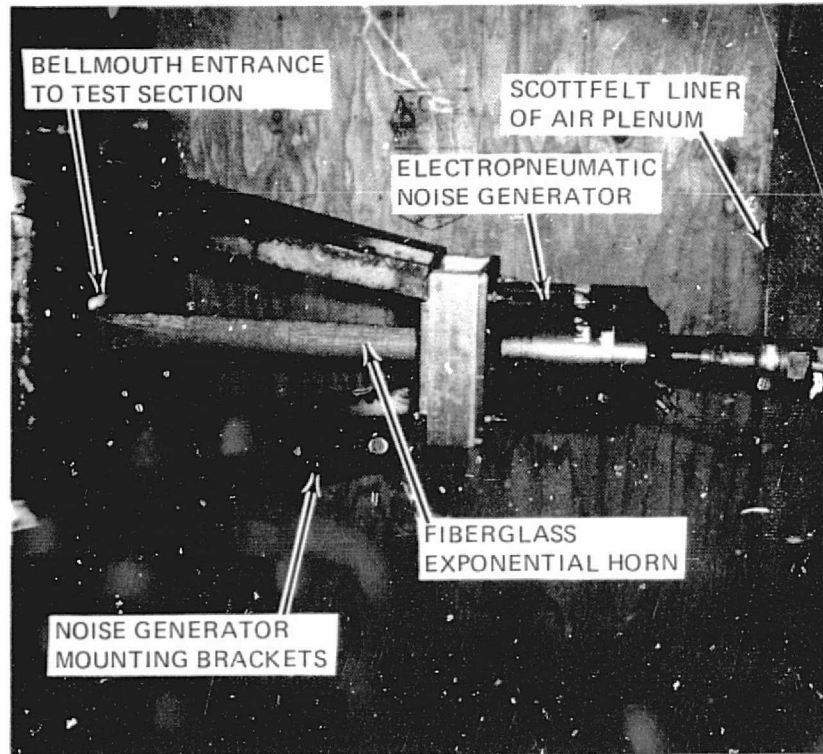 BELLMOUTH ENTRANCE
TO TEST SECTION
SCOTTFELT LINER
OF AIR PLENUM
ELECTROPNEUMATIC
NOISE GENERATOR
FIBERGLASS
EXPONENTIAL HORN
NOISE GENERATOR
MOUNTING BRACKETS